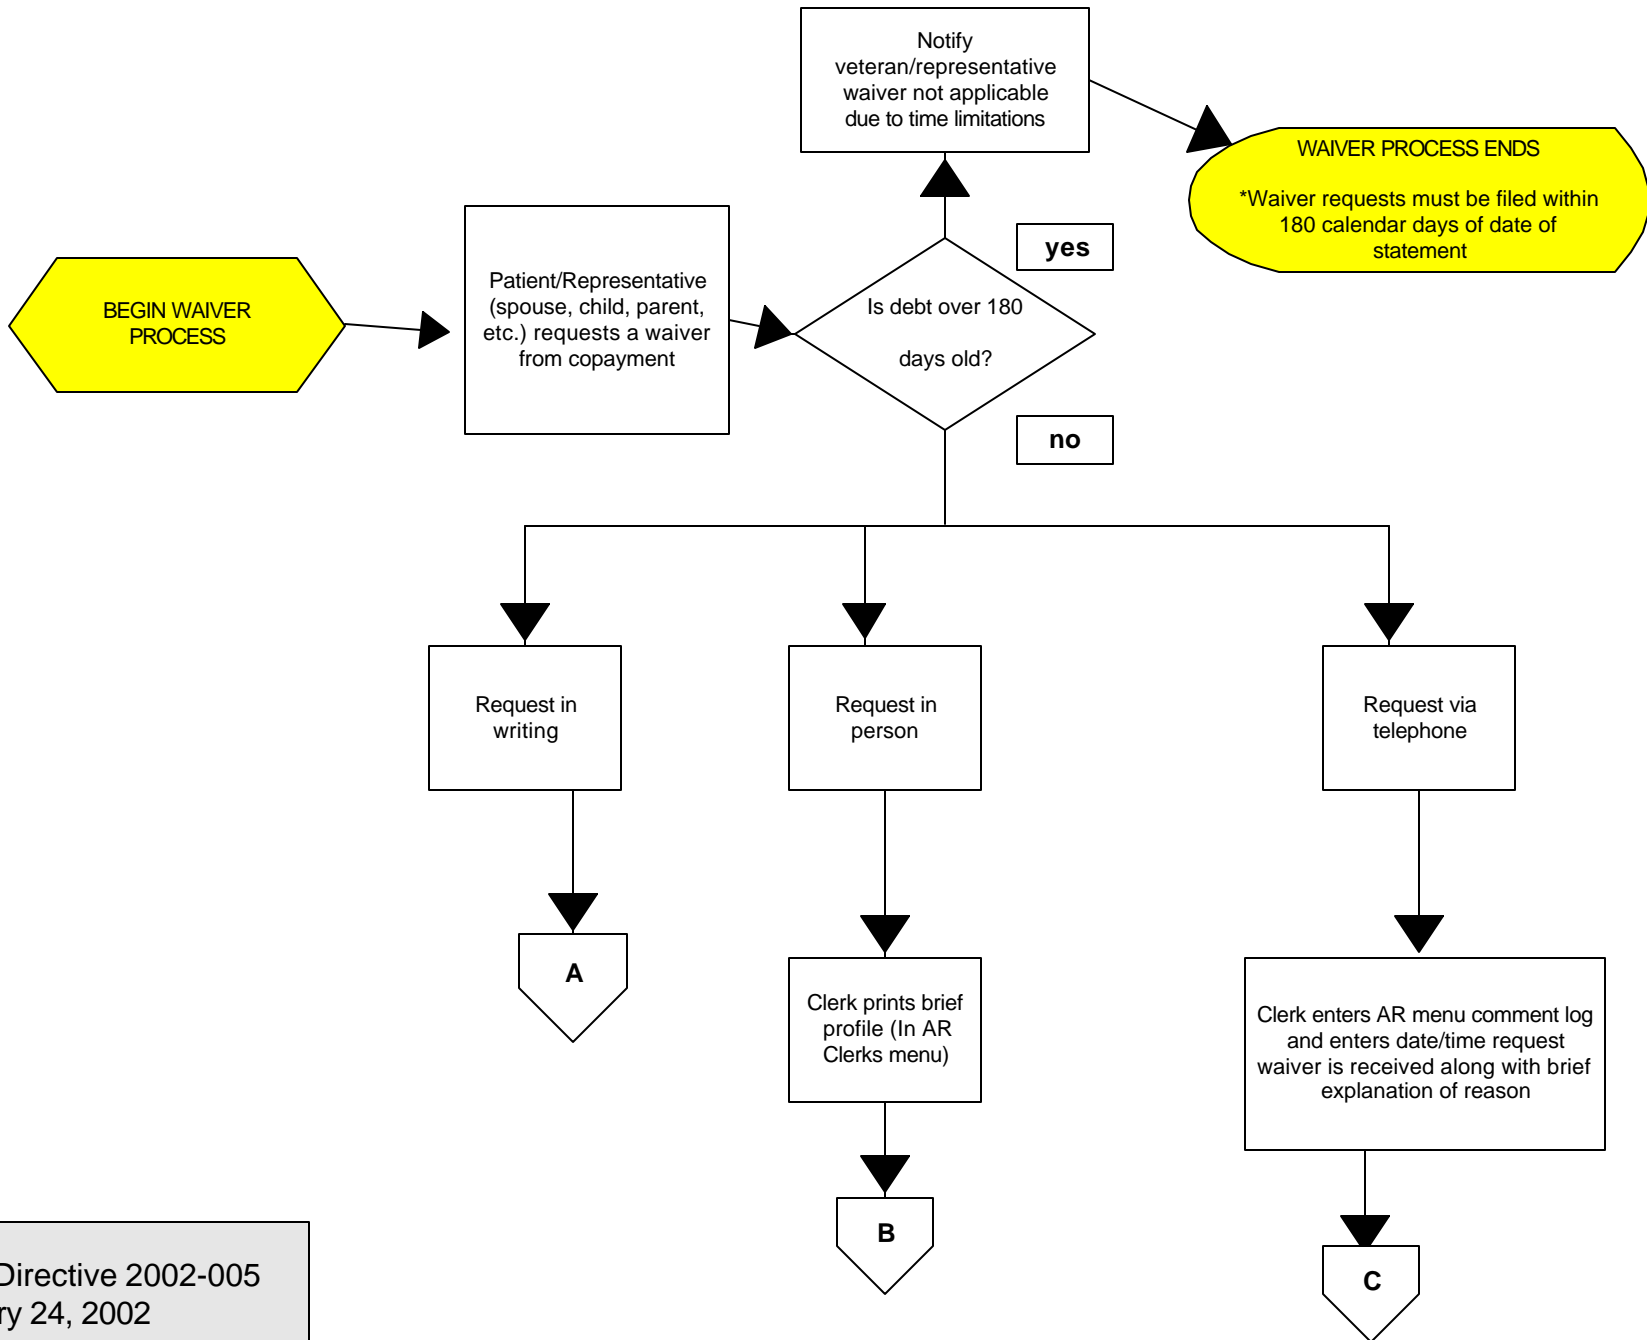 Notify
veteran/representative
waiver not applicable
due to time limitations
WAIVER PROCESS ENDS
*Waiver requests must be filed within
180 calendar days of date of
statement
yes
Patient/Representative
(spouse, child, parent,
etc.) requests a waiver
from copayment
Is debt over 180
days old?
BEGIN WAIVER
PROCESS
no
Request in
writing
Request in
person
Request via
telephone
A
Clerk prints brief
profile (In AR
Clerks menu)
Clerk enters AR menu comment log
and enters date/time request
waiver is received along with brief
explanation of reason
B
C
Directive 2002-005
ry 24, 2002